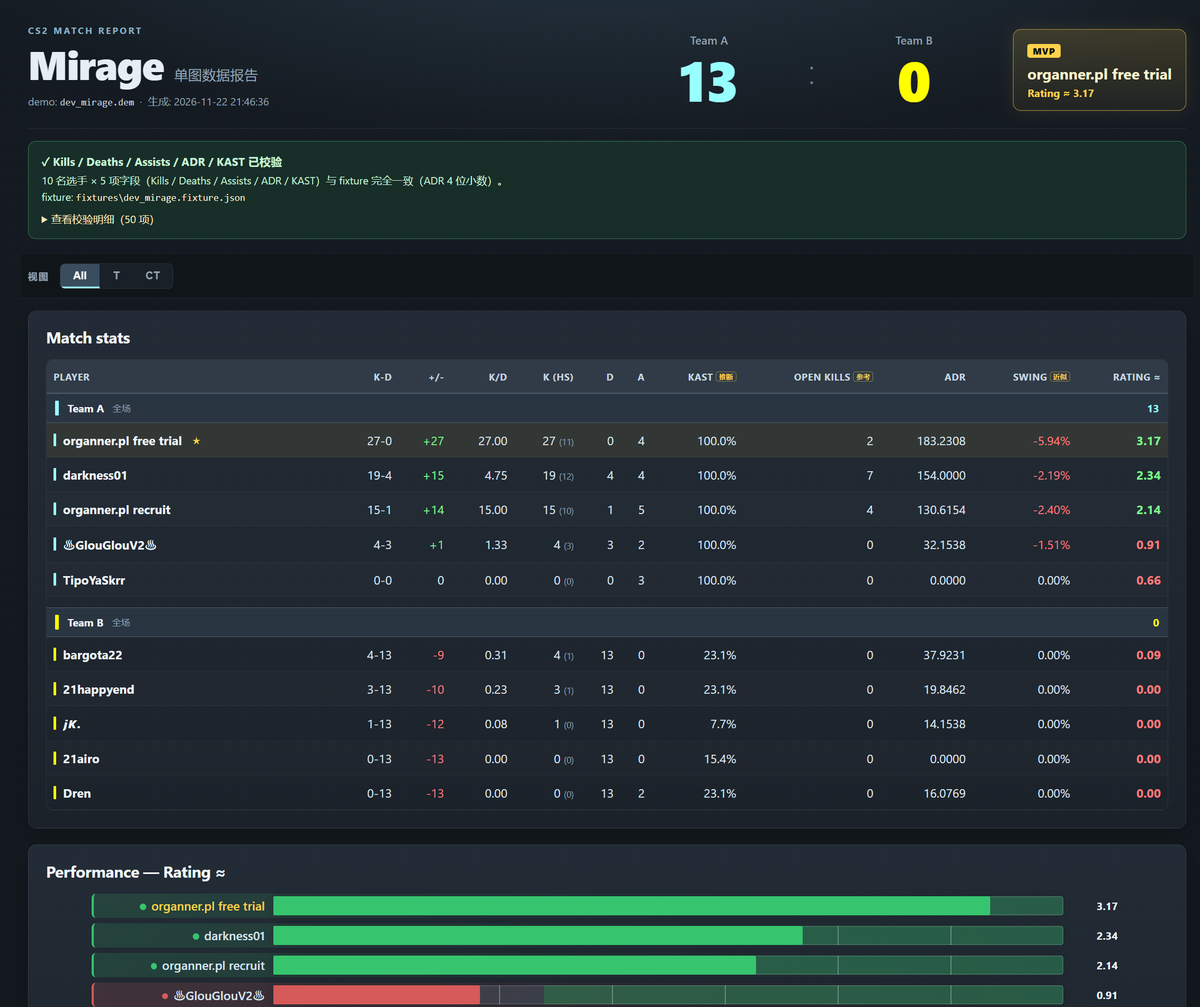 CS2 MATCH REPORT
Mirage 单图数据报告
demo: dev_mirage.dem · 生成: 2026-11-22 21:46:36
Team A
13
:
Team B
0
MVP
organner.pl free trial
Rating ≈ 3.17
✓ Kills / Deaths / Assists / ADR / KAST 已校验
10 名选手 × 5 项字段（Kills / Deaths / Assists / ADR / KAST）与 fixture 完全一致（ADR 4 位小数）。
fixture: fixtures\dev_mirage.fixture.json
▶ 查看校验明细（50 项）
视图 All T CT
Match stats
PLAYER K-D +/- K/D K (HS) D A KAST 推断 OPEN KILLS 参考 ADR SWING 近似 RATING ≈
Team A 全场 13
organner.pl free trial ★ 27-0 +27 27.00 27 (11) 0 4 100.0% 2 183.2308 -5.94% 3.17
darkness01 19-4 +15 4.75 19 (12) 4 4 100.0% 7 154.0000 -2.19% 2.34
organner.pl recruit 15-1 +14 15.00 15 (10) 1 5 100.0% 4 130.6154 -2.40% 2.14
♨GlouGlouV2♨ 4-3 +1 1.33 4 (3) 3 2 100.0% 0 32.1538 -1.51% 0.91
TipoYaSkrr 0-0 0 0.00 0 (0) 0 3 100.0% 0 0.0000 0.00% 0.66
Team B 全场 0
bargota22 4-13 -9 0.31 4 (1) 13 0 23.1% 0 37.9231 0.00% 0.09
21happyend 3-13 -10 0.23 3 (1) 13 0 23.1% 0 19.8462 0.00% 0.00
jK. 1-13 -12 0.08 1 (0) 13 0 7.7% 0 14.1538 0.00% 0.00
21airo 0-13 -13 0.00 0 (0) 13 0 15.4% 0 0.0000 0.00% 0.00
Dren 0-13 -13 0.00 0 (0) 13 2 23.1% 0 16.0769 0.00% 0.00
Performance — Rating ≈
organner.pl free trial 3.17
darkness01 2.34
organner.pl recruit 2.14
♨GlouGlouV2♨ 0.91